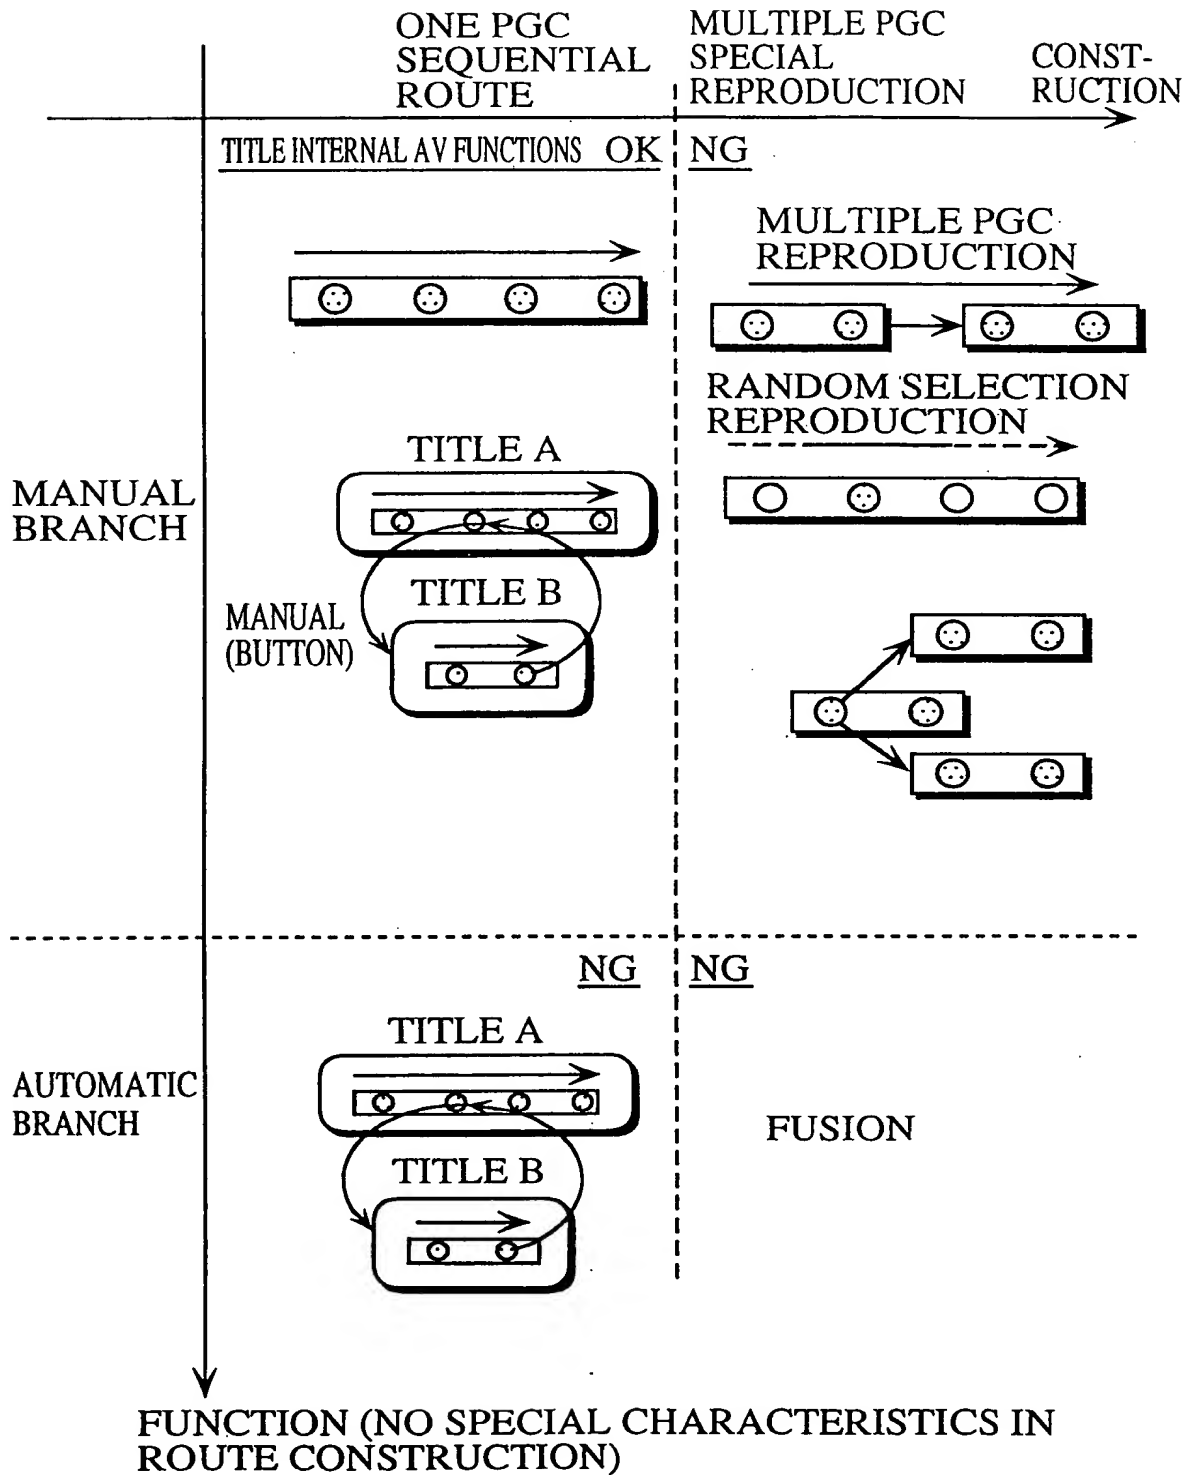 ONE PGC
SEQUENTIAL
ROUTE
MULTIPLE PGC
SPECIAL
REPRODUCTION
CONST-
RUCTION
TITLE INTERNAL AV FUNCTIONS OK
NG
MULTIPLE PGC
REPRODUCTION
RANDOM SELECTION
REPRODUCTION
MANUAL
BRANCH
TITLE A
TITLE B
MANUAL
(BUTTON)
NG
NG
AUTOMATIC
BRANCH
TITLE A
TITLE B
FUSION
FUNCTION (NO SPECIAL CHARACTERISTICS IN
ROUTE CONSTRUCTION)